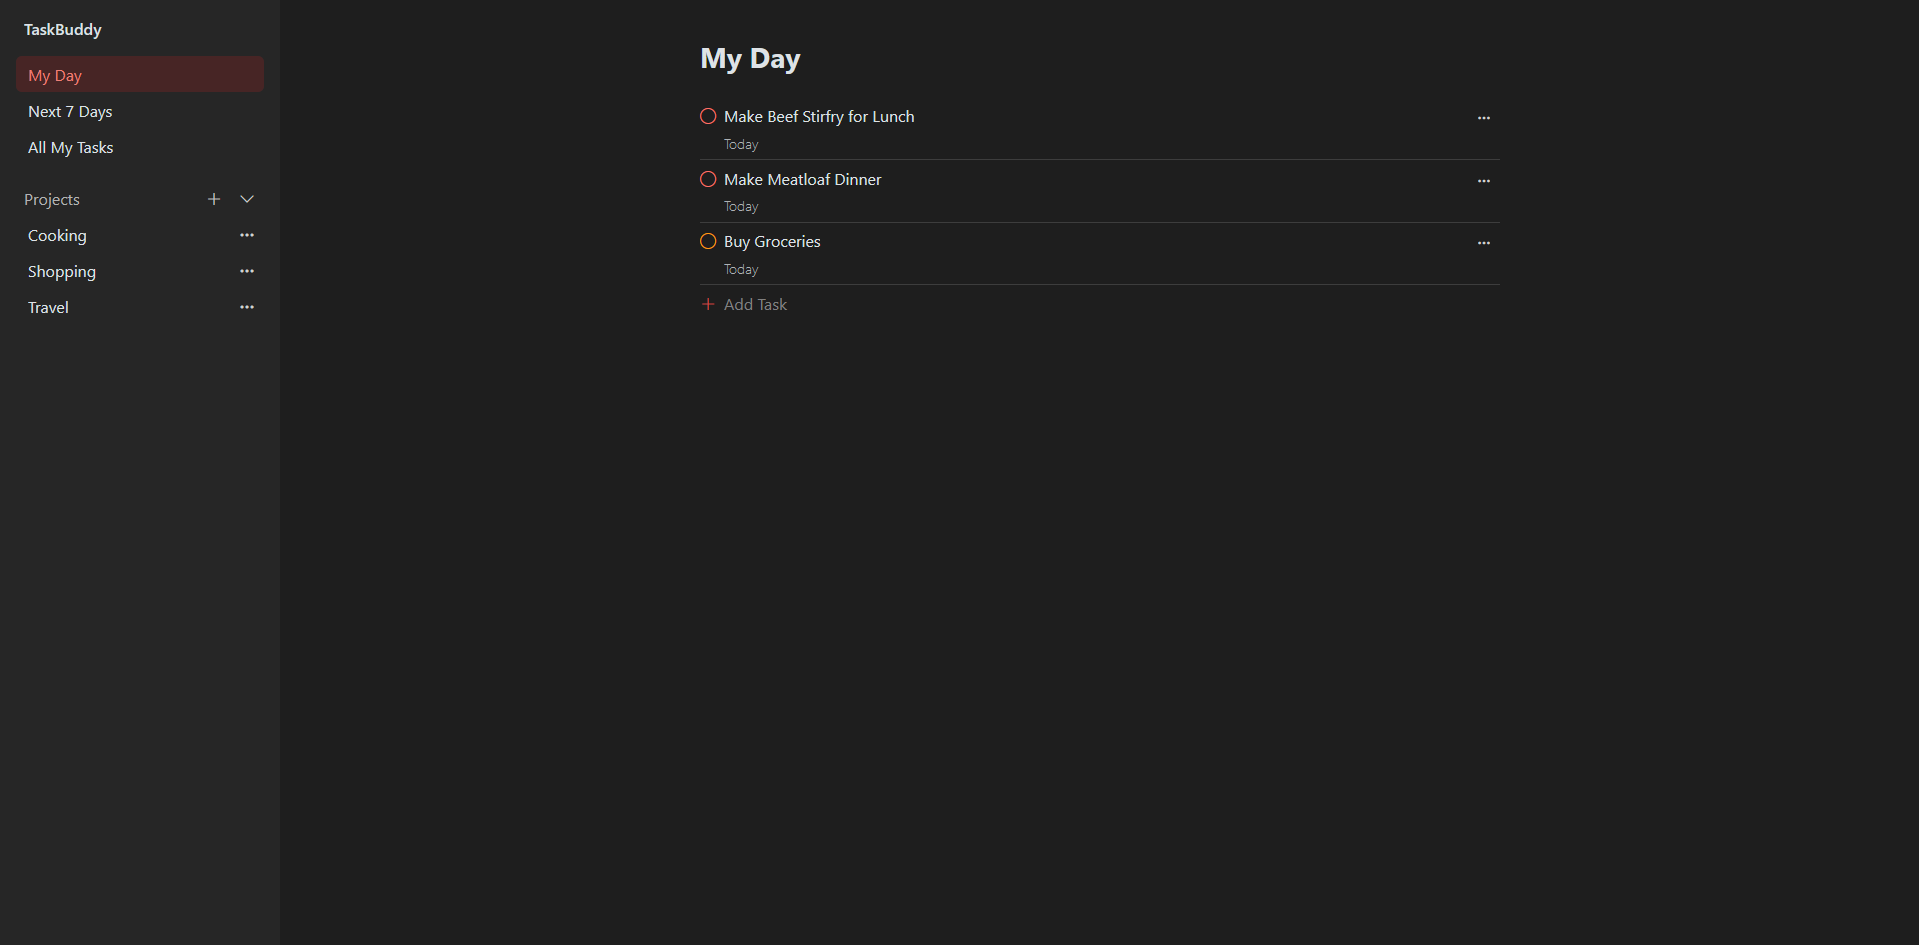 TaskBuddy
My Day
Next 7 Days
All My Tasks
Projects
Cooking
Shopping
Travel
My Day
Make Beef Stirfry for Lunch
Today
Make Meatloaf Dinner
Today
Buy Groceries
Today
Add Task